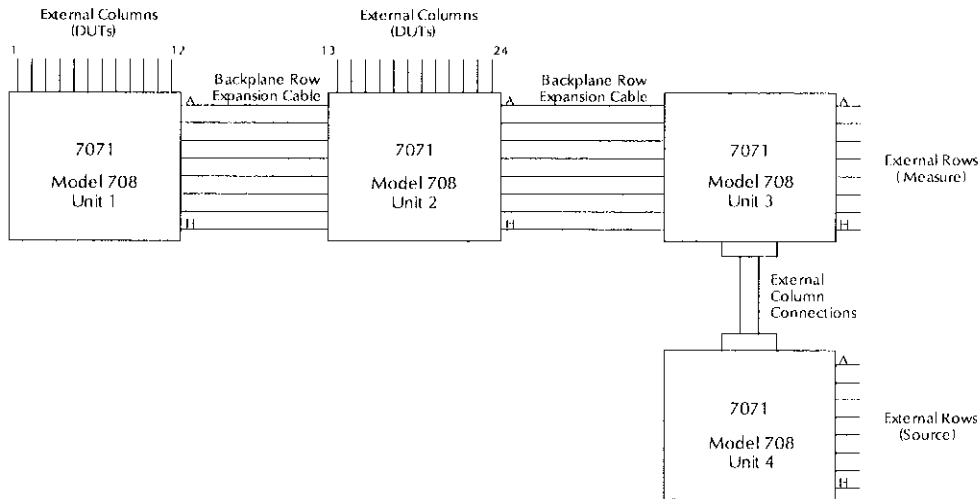 External Columns
(DUTs)
External Columns
(DUTs)
1
12
13
24
Backplane Row
Expansion Cable
Backplane Row
Expansion Cable
A
A
A
7071
Model 708
Unit 1
7071
Model 708
Unit 2
7071
Model 708
Unit 3
External Rows
(Measure)
H
H
H
External
Column
Connections
A
7071
Model 708
Unit 4
External Rows
(Source)
H